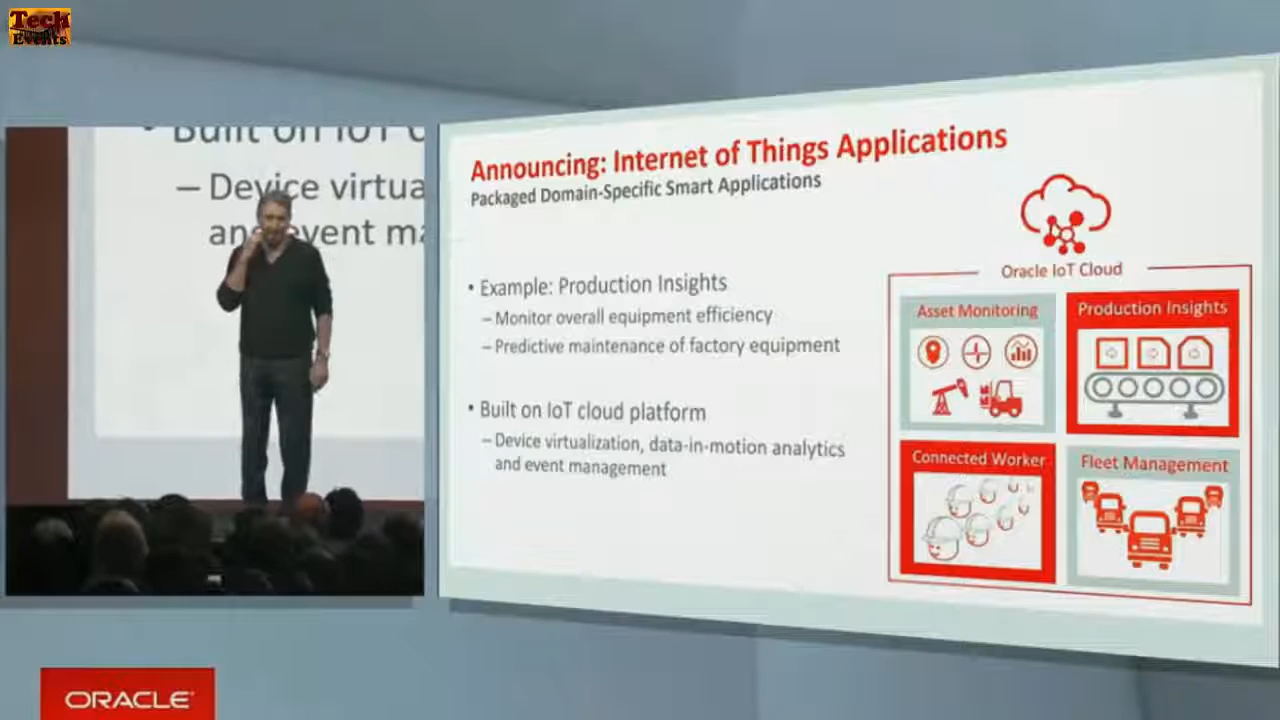 Tech
Events
Built on IoT
– Device virtua
and event ma
Announcing: Internet of Things Applications
Packaged Domain-Specific Smart Applications
• Example: Production Insights
– Monitor overall equipment efficiency
– Predictive maintenance of factory equipment
• Built on IoT cloud platform
– Device virtualization, data-in-motion analytics
and event management
Oracle IoT Cloud
Asset Monitoring
Production Insights
Connected Worker
Fleet Management
ORACLE